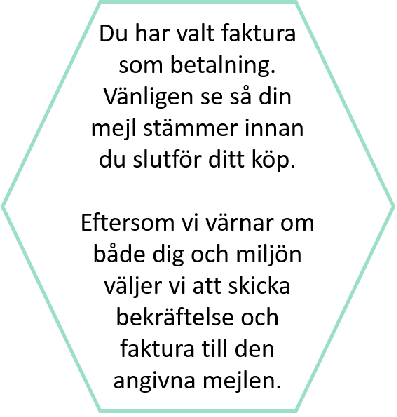 Du har valt faktura
som betalning.
Vänligen se så din
mejl stämmer innan
du slutför ditt köp.
Eftersom vi värnar om
både dig och miljön
väljer vi att skicka
bekräftelse och
faktura till den
angivna mejlen.